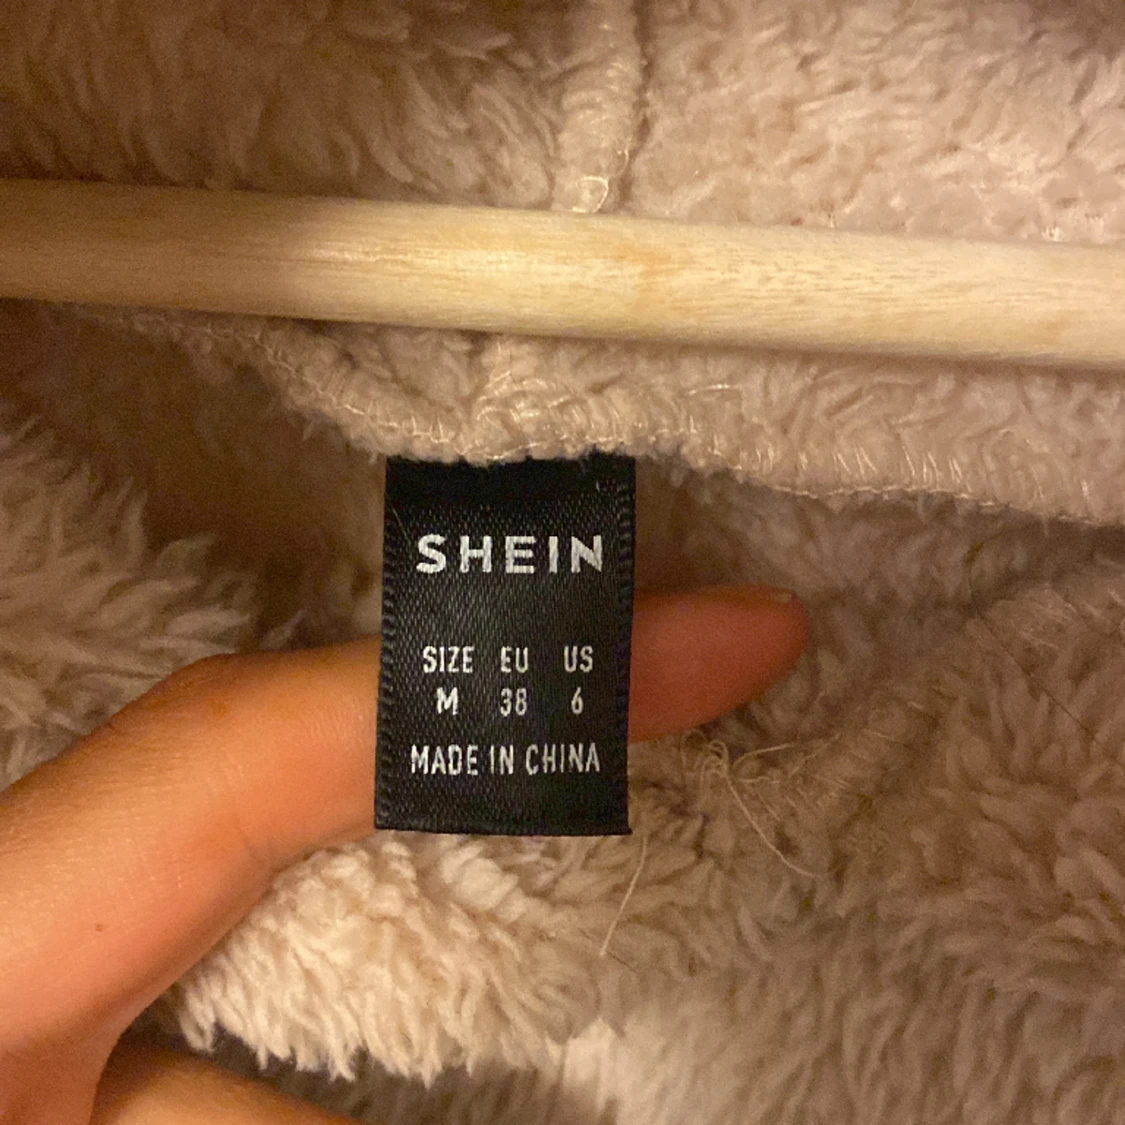 SHEIN
SIZE EU US
M 38 6
MADE IN CHINA